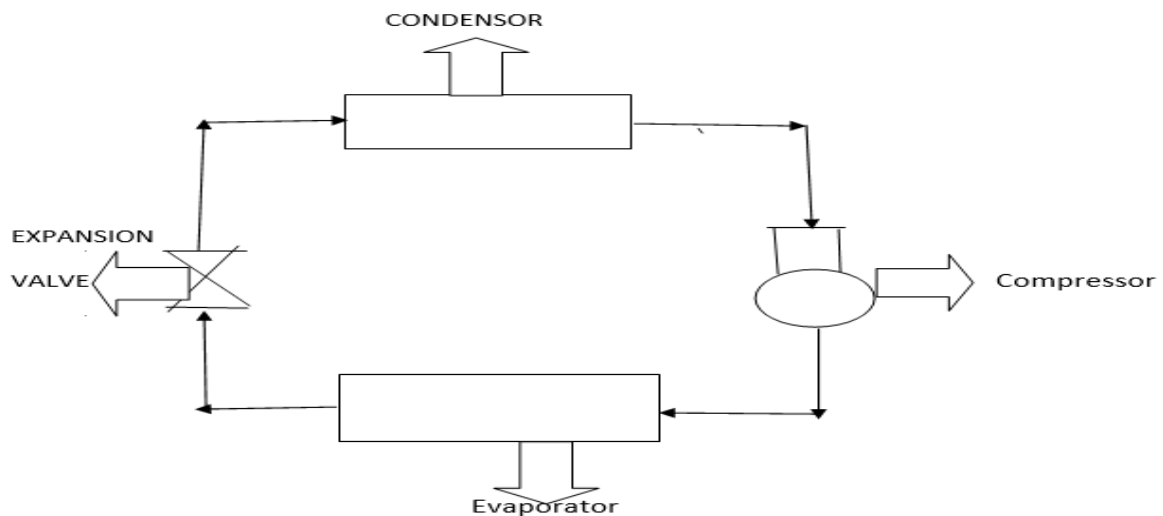 CONDENSOR
EXPANSION
VALVE
Compressor
Evaporator